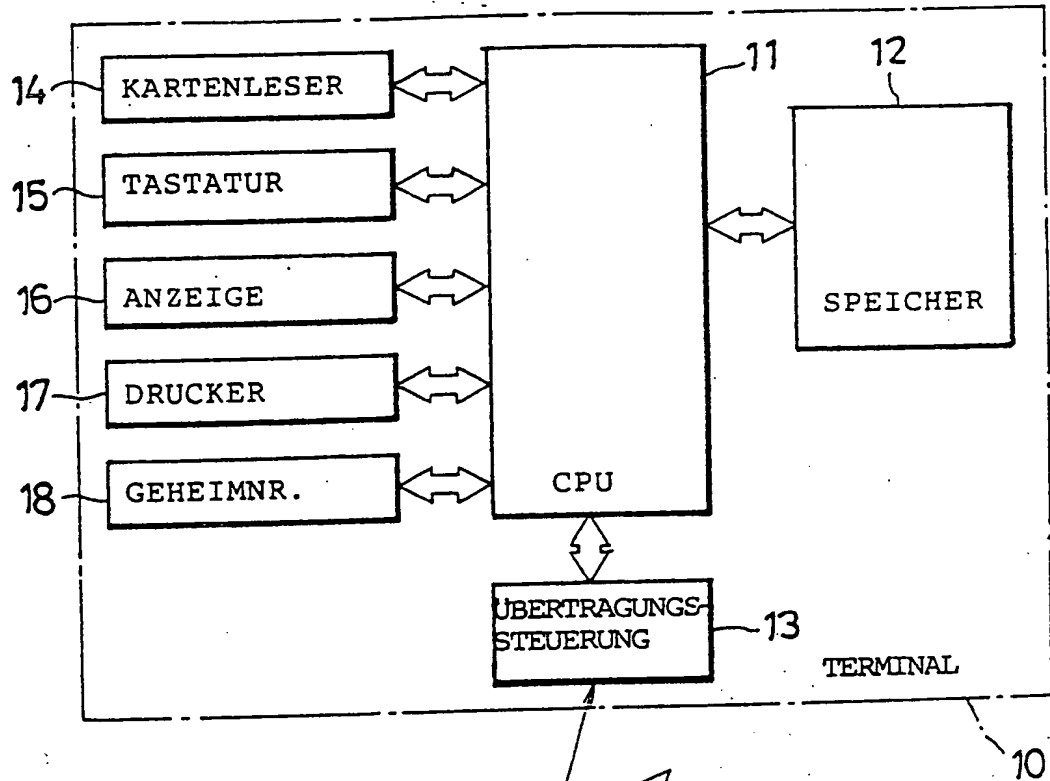 14 KARTENLESER
15 TASTATUR
16 ANZEIGE
17 DRUCKER
18 GEHEIMNR.
CPU
11
12
SPEICHER
ÜBERTRAGUNGS-
STEUERUNG
13
TERMINAL
10